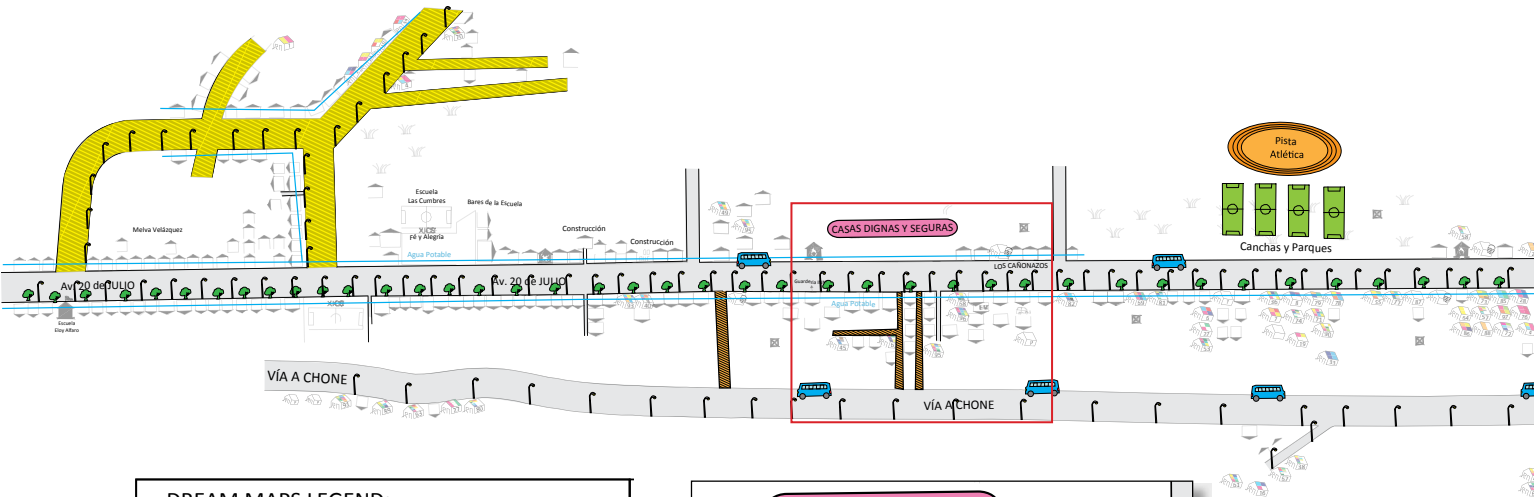 Pista
Atlética
Escuela
Las Cumbres
Bares de la Escuela
Melva Velázquez
Fé y Alegría
Agua Potable
Construcción
Construcción
CASAS DIGNAS Y SEGURAS
Canchas y Parques
LOS CAÑONAZOS
Av. 20 de JULIO
Av. 20 de JULIO
Agua Potable
Escuela
Eloy Alfaro
VÍA A CHONE
VÍA A CHONE
DREAM MAPS LEGEND: